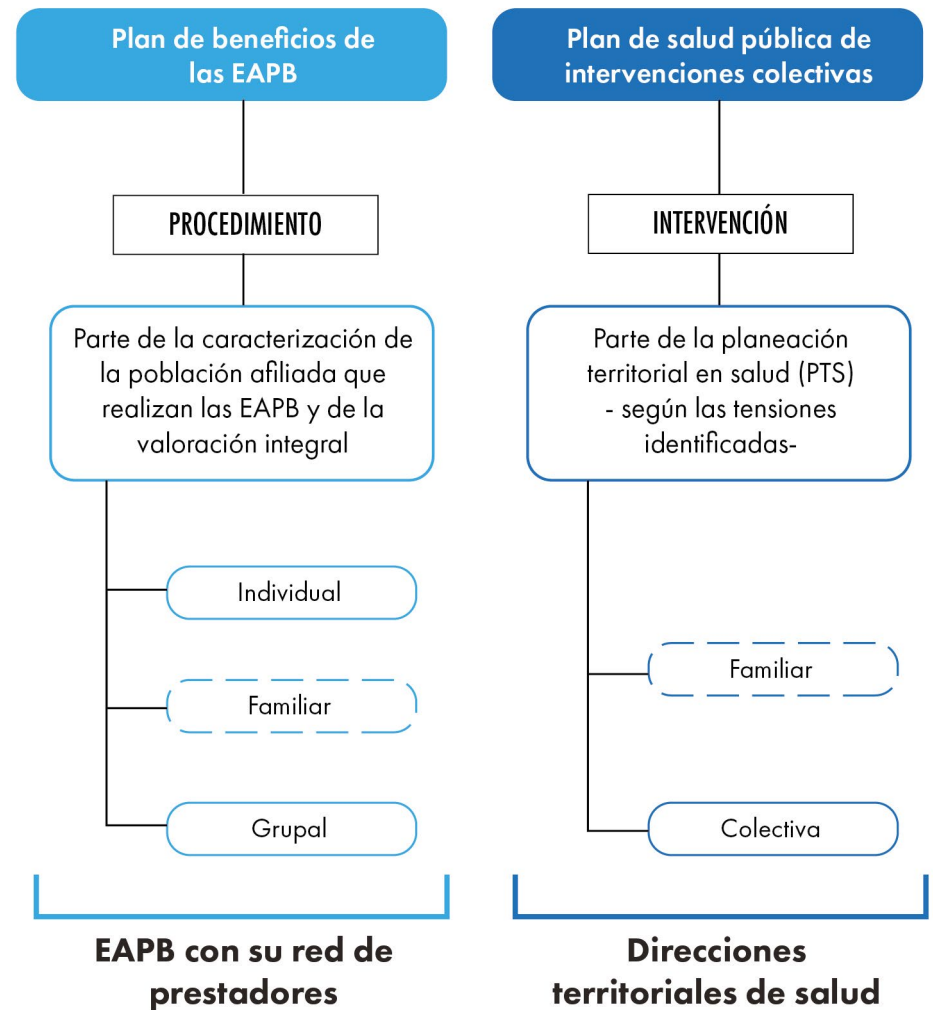 Plan de beneficios de
las EAPB
PROCEDIMIENTO
Parte de la caracterización de
la población afiliada que
realizan las EAPB y de la
valoración integral
Individual
Familiar
Grupal
EAPB con su red de
prestadores
Plan de salud pública de
intervenciones colectivas
INTERVENCIÓN
Parte de la planeación
territorial en salud (PTS)
- según las tensiones
identificadas-
Familiar
Colectiva
Direcciones
territoriales de salud